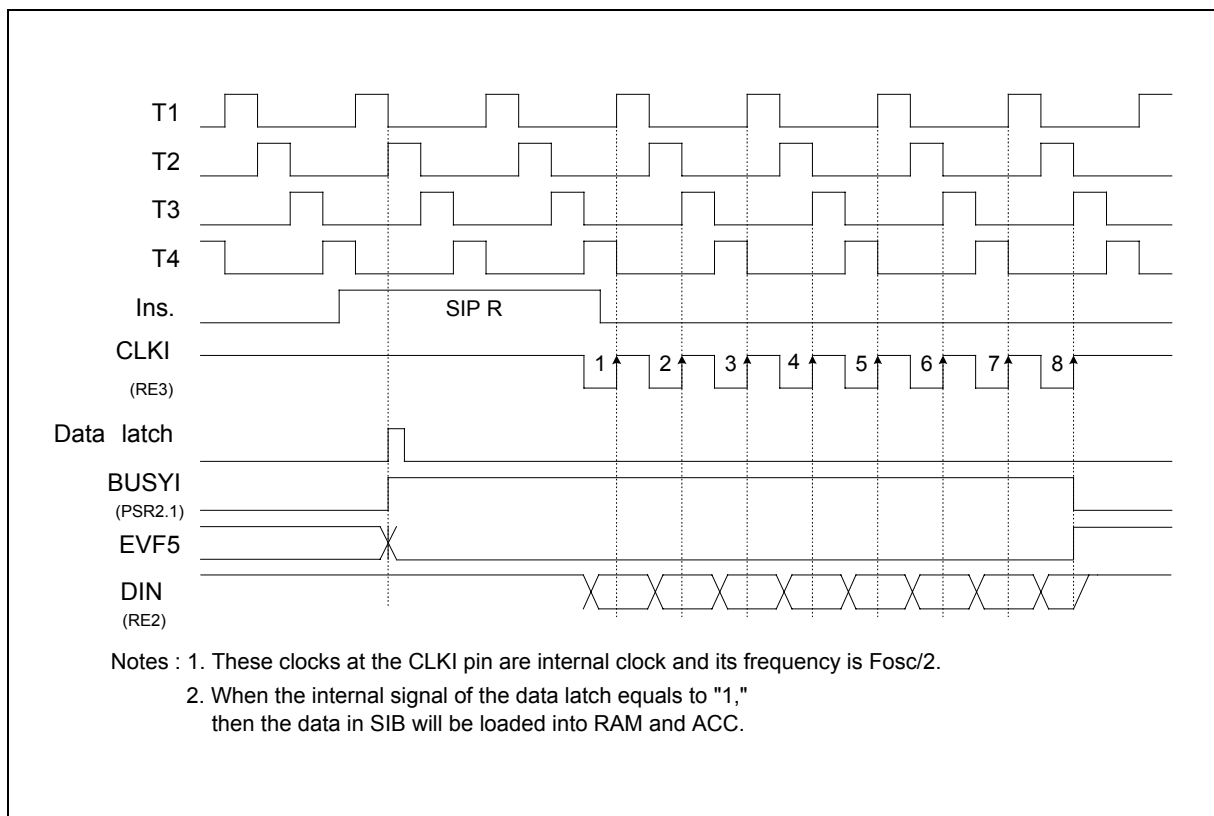 T1
T2
T3
T4
Ins.
SIP R
CLKI
(RE3)
1 2 3 4 5 6 7 8
Data latch
BUSYI
(PSR2.1)
EVF5
DIN
(RE2)
Notes : 1. These clocks at the CLKI pin are internal clock and its frequency is Fosc/2.
2. When the internal signal of the data latch equals to "1,"
then the data in SIB will be loaded into RAM and ACC.